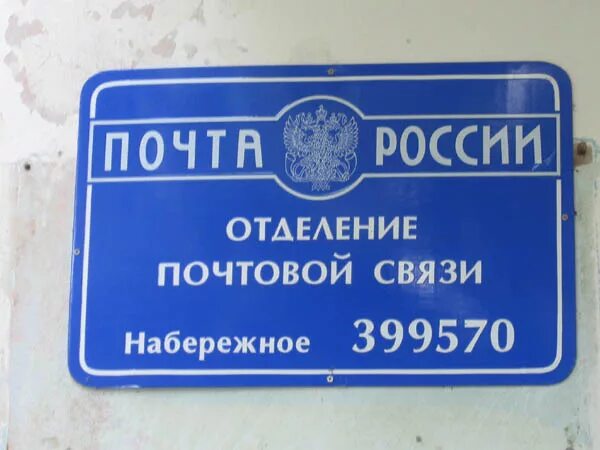 ПОЧТА РОССИИ
ОТДЕЛЕНИЕ
ПОЧТОВОЙ СВЯЗИ
Набережное 399570